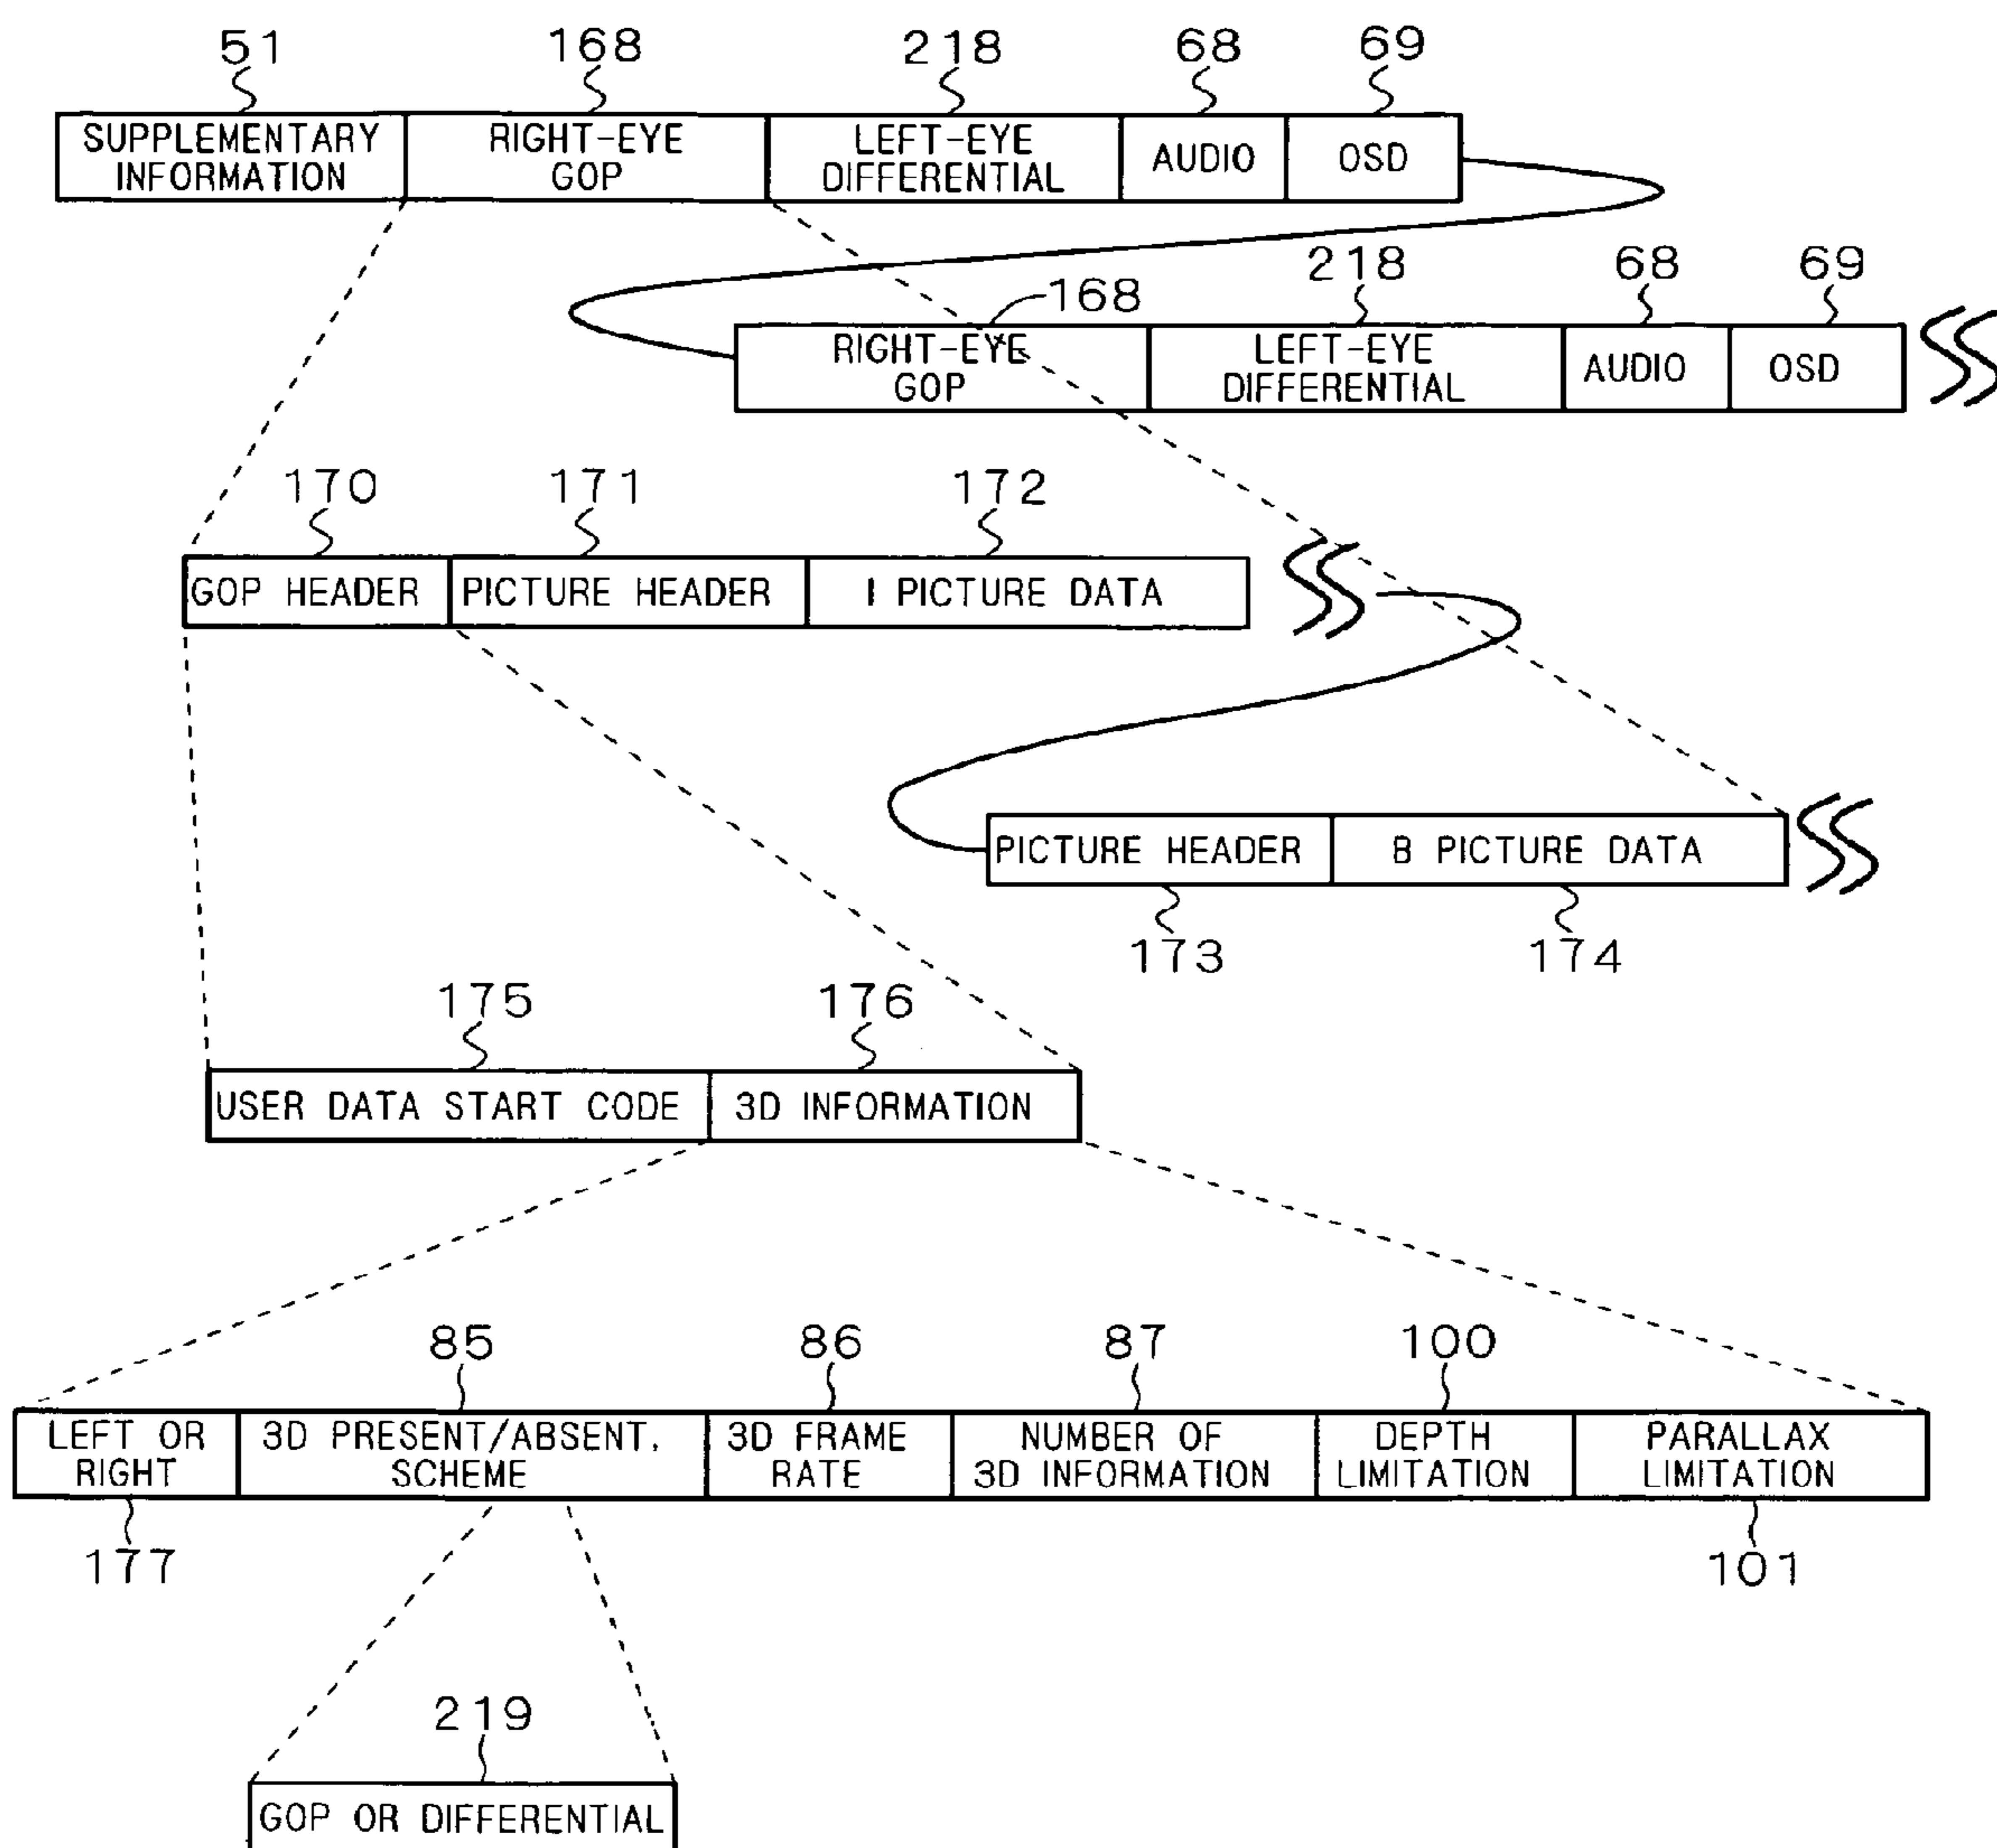 51
168
218
68
69
SUPPLEMENTARY
INFORMATION
RIGHT-EYE
GOP
LEFT-EYE
DIFFERENTIAL
AUDIO
OSD
168
218
68
69
RIGHT-EYE
GOP
LEFT-EYE
DIFFERENTIAL
AUDIO
OSD
170
171
172
GOP HEADER
PICTURE HEADER
I PICTURE DATA
PICTURE HEADER
B PICTURE DATA
173
174
175
176
USER DATA START CODE
3D INFORMATION
85
86
87
100
LEFT OR
RIGHT
3D PRESENT/ABSENT.
SCHEME
3D FRAME
RATE
NUMBER OF
3D INFORMATION
DEPTH
LIMITATION
PARALLAX
LIMITATION
177
101
219
GOP OR DIFFERENTIAL